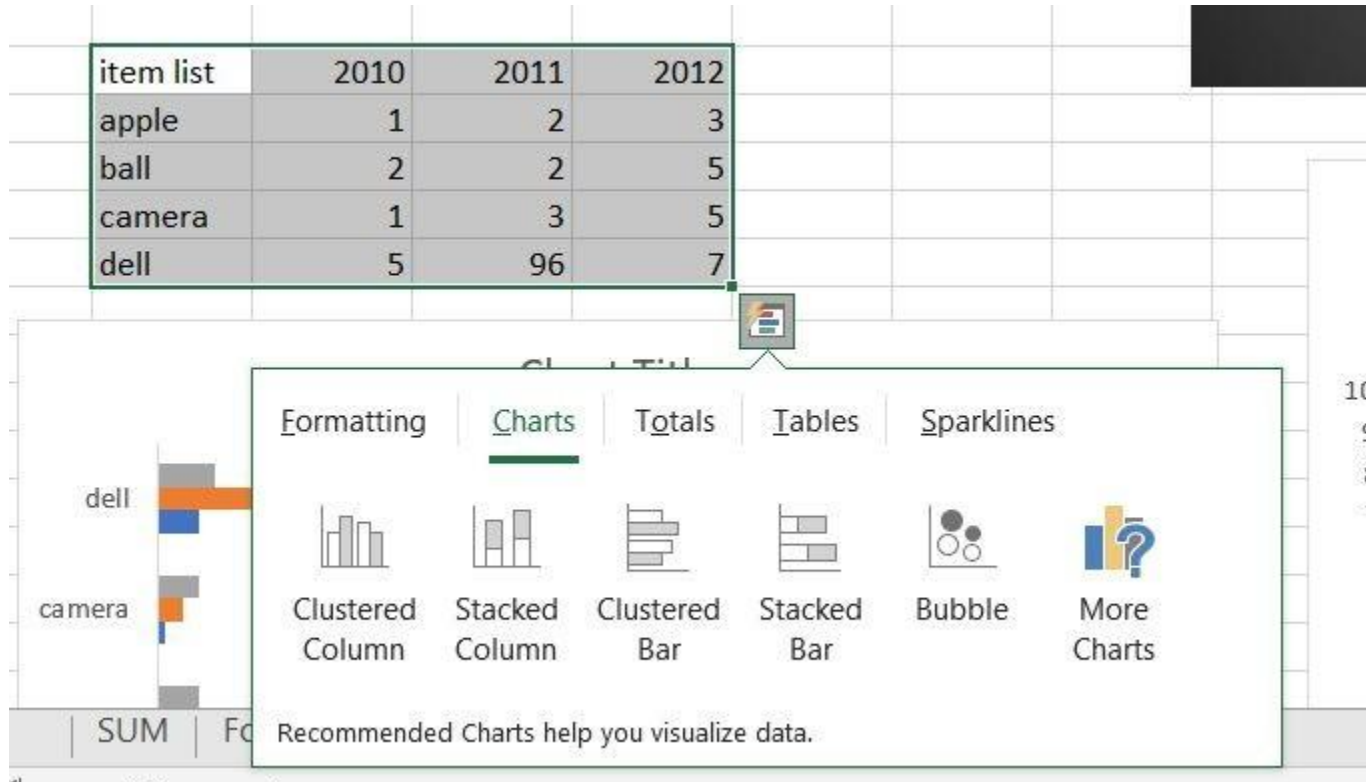 item list 2010 2011 2012
apple 1 2 3
ball 2 2 5
camera 1 3 5
dell 5 96 7
Formatting Charts Totals Tables Sparklines
dell
camera
Clustered Column
Stacked Column
Clustered Bar
Stacked Bar
Bubble
More Charts
SUM
Recommended Charts help you visualize data.